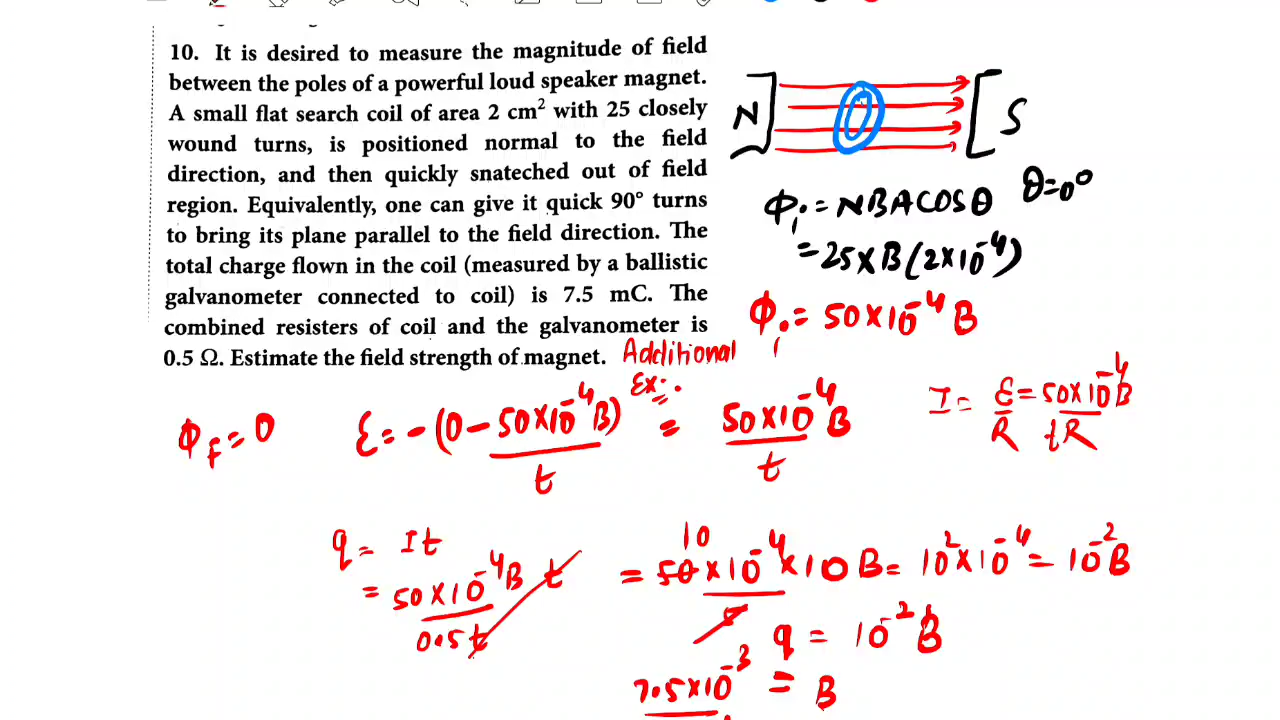 10. It is desired to measure the magnitude of field
between the poles of a powerful loud speaker magnet.
A small flat search coil of area 2 cm² with 25 closely
wound turns, is positioned normal to the field
direction, and then quickly snateched out of field
region. Equivalently, one can give it quick 90° turns
to bring its plane parallel to the field direction. The
total charge flown in the coil (measured by a ballistic
galvanometer connected to coil) is 7.5 mC. The
combined resisters of coil and the galvanometer is
0.5 Ω. Estimate the field strength of magnet.
Additional
Ex:-
N S
ϕi = NBACOSθ θ=0°
= 25×B(2×10⁻⁴)
ϕi = 50×10⁻⁴B
ϕF = 0
ε = -(0-50×10⁻⁴B)/t = 50×10⁻⁴B/t
I = ε/R = 50×10⁻⁴B/tR
q = It
= 50×10⁻⁴B t/0.5t
= 10 50×10⁻⁴×10B/5 = 10²×10⁻⁴ = 10⁻²B
q = 10⁻²B
7.5×10⁻³ = B